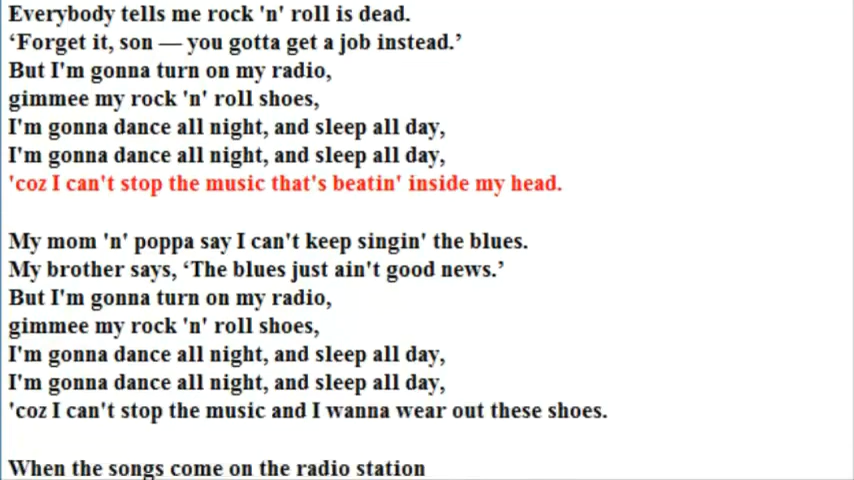 Everybody tells me rock 'n' roll is dead.
‘Forget it, son — you gotta get a job instead.’
But I'm gonna turn on my radio,
gimmee my rock 'n' roll shoes,
I'm gonna dance all night, and sleep all day,
I'm gonna dance all night, and sleep all day,
'coz I can't stop the music that's beatin' inside my head.

My mom 'n' poppa say I can't keep singin' the blues.
My brother says, ‘The blues just ain't good news.’
But I'm gonna turn on my radio,
gimmee my rock 'n' roll shoes,
I'm gonna dance all night, and sleep all day,
I'm gonna dance all night, and sleep all day,
'coz I can't stop the music and I wanna wear out these shoes.

When the songs come on the radio station